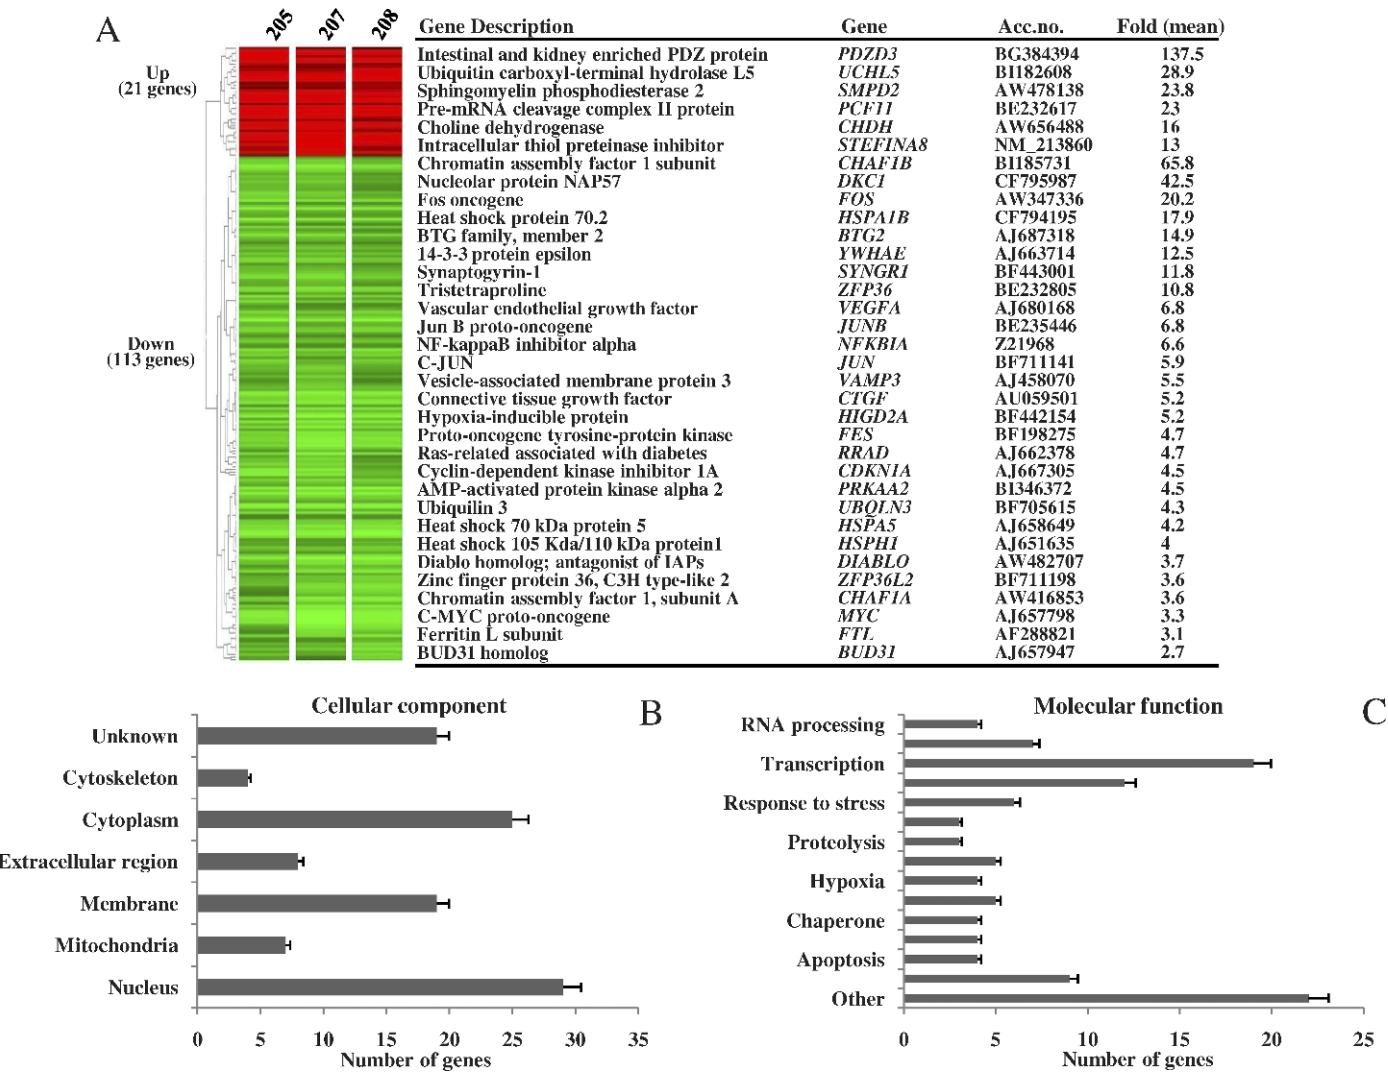 A
205 207 208
Gene Description Gene Acc.no. Fold (mean)
Up
(21 genes)
Down
(113 genes)
Intestinal and kidney enriched PDZ protein PDZD3 BG384394 137.5
Ubiquitin carboxyl-terminal hydrolase L5 UCHL5 BI182608 28.9
Sphingomyelin phosphodiesterase 2 SMPD2 AW478138 23.8
Pre-mRNA cleavage complex II protein PCF11 BE232617 23
Choline dehydrogenase CHDH AW656488 16
Intracellular thiol preteinase inhibitor STEFINA8 NM_213860 13
Chromatin assembly factor 1 subunit CHAF1B BI185731 65.8
Nucleolar protein NAP57 DKC1 CF795987 42.5
Fos oncogene FOS AW347336 20.2
Heat shock protein 70.2 HSPA1B CF794195 17.9
BTG family, member 2 BTG2 AJ687318 14.9
14-3-3 protein epsilon YWHAE AJ663714 12.5
Synaptogyrin-1 SYNGR1 BF443001 11.8
Tristetraproline ZFP36 BE232805 10.8
Vascular endothelial growth factor VEGFA AJ680168 6.8
Jun B proto-oncogene JUNB BE235446 6.8
NF-kappaB inhibitor alpha NFKBIA Z21968 6.6
C-JUN JUN BF711141 5.9
Vesicle-associated membrane protein 3 VAMP3 AJ458070 5.5
Connective tissue growth factor CTGF AU059501 5.2
Hypoxia-inducible protein HIGD2A BF442154 5.2
Proto-oncogene tyrosine-protein kinase FES BF198275 4.7
Ras-related associated with diabetes RRAD AJ662378 4.7
Cyclin-dependent kinase inhibitor 1A CDKN1A AJ667305 4.5
AMP-activated protein kinase alpha 2 PRKAA2 BI346372 4.5
Ubiquilin 3 UBQLN3 BF705615 4.3
Heat shock 70 kDa protein 5 HSPA5 AJ658649 4.2
Heat shock 105 Kda/110 kDa protein1 HSPH1 AJ651635 4
Diablo homolog; antagonist of IAPs DIABLO AW482707 3.7
Zinc finger protein 36, C3H type-like 2 ZFP36L2 BF711198 3.6
Chromatin assembly factor 1, subunit A CHAF1A AW416853 3.6
C-MYC proto-oncogene MYC AJ657798 3.3
Ferritin L subunit FTL AF288821 3.1
BUD31 homolog BUD31 AJ657947 2.7
Cellular component
B
Unknown
Cytoskeleton
Cytoplasm
Extracellular region
Membrane
Mitochondria
Nucleus
0 5 10 15 20 25 30 35
Number of genes
Molecular function
C
RNA processing
Transcription
Response to stress
Proteolysis
Hypoxia
Chaperone
Apoptosis
Other
0 5 10 15 20 25
Number of genes